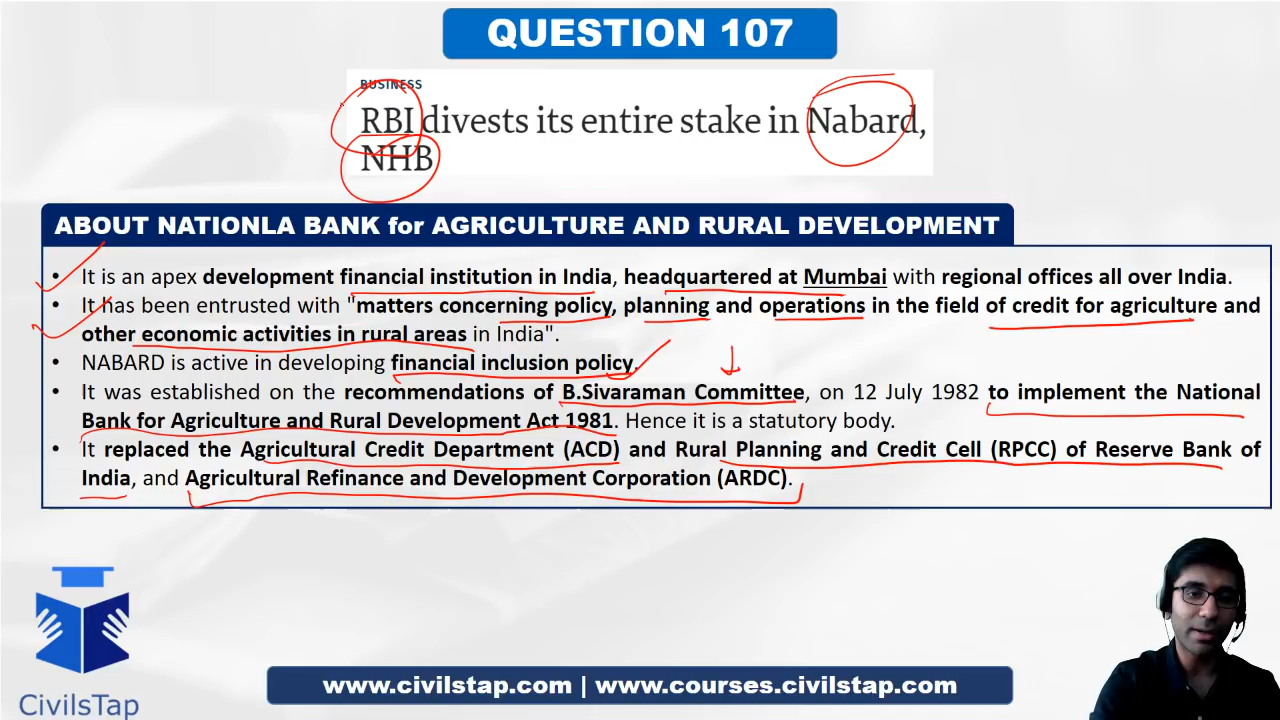 QUESTION 107
BUSINESS
RBI divests its entire stake in Nabard,
NHB
ABOUT NATIONLA BANK for AGRICULTURE AND RURAL DEVELOPMENT
• It is an apex development financial institution in India, headquartered at Mumbai with regional offices all over India.
• It has been entrusted with "matters concerning policy, planning and operations in the field of credit for agriculture and
other economic activities in rural areas in India".
• NABARD is active in developing financial inclusion policy.
• It was established on the recommendations of B.Sivaraman Committee, on 12 July 1982 to implement the National
Bank for Agriculture and Rural Development Act 1981. Hence it is a statutory body.
• It replaced the Agricultural Credit Department (ACD) and Rural Planning and Credit Cell (RPCC) of Reserve Bank of
India, and Agricultural Refinance and Development Corporation (ARDC).
CivilsTap
www.civilstap.com | www.courses.civilstap.com